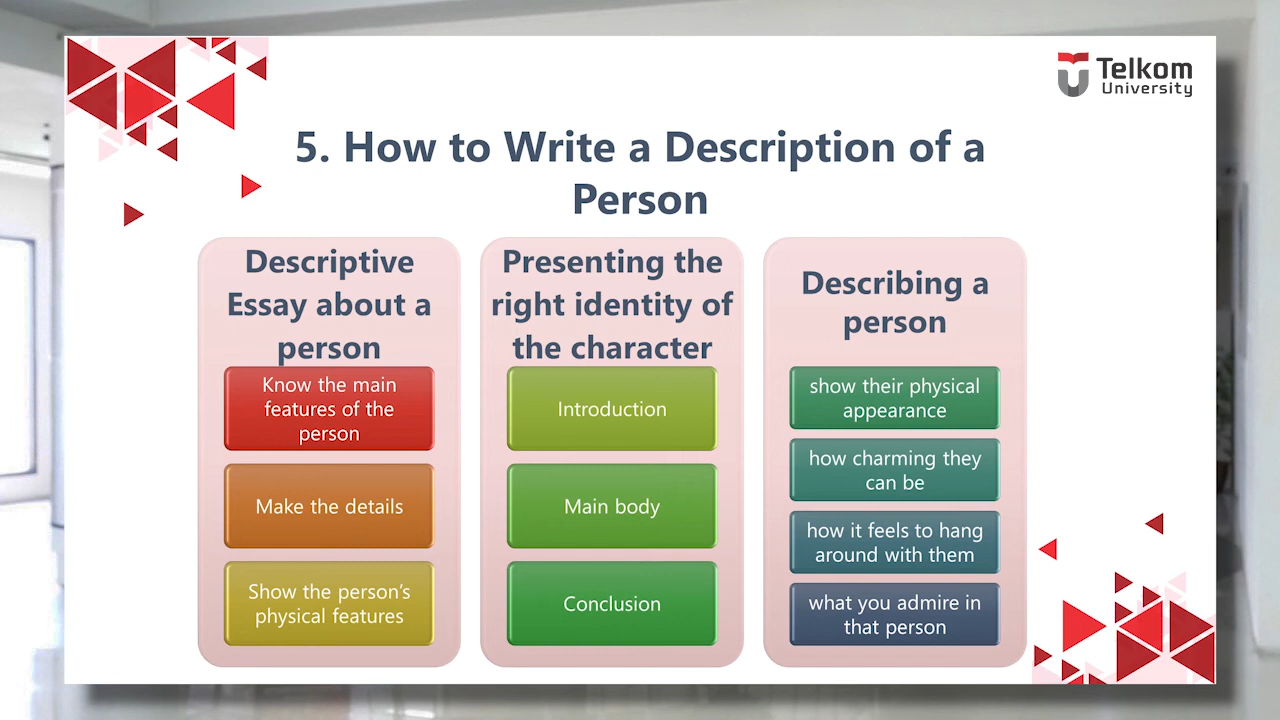 Telkom
University
5. How to Write a Description of a
Person
Descriptive
Essay about a
person
Know the main
features of the
person
Make the details
Show the person’s
physical features
Presenting the
right identity of
the character
Introduction
Main body
Conclusion
Describing a
person
show their physical
appearance
how charming they
can be
how it feels to hang
around with them
what you admire in
that person